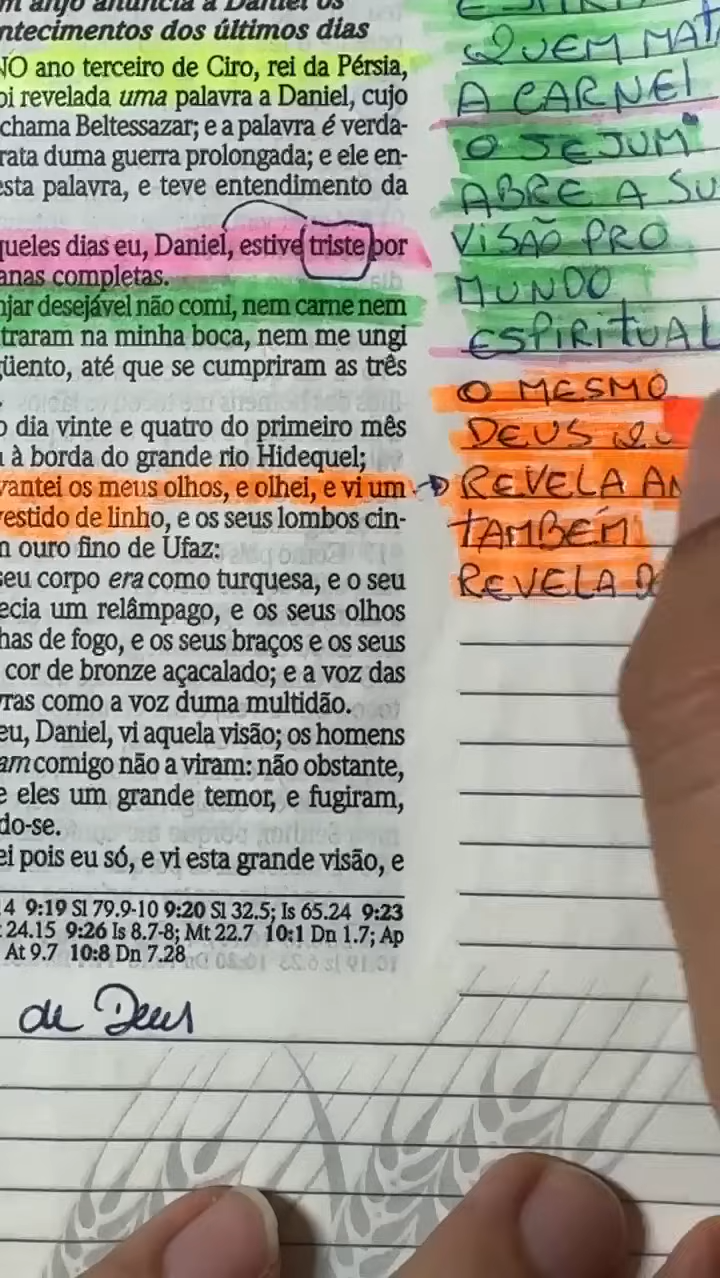 anjo anuncia a Daniel os
ntecimentos dos últimos dias
NO ano terceiro de Ciro, rei da Pérsia,
oi revelada uma palavra a Daniel, cujo
chama Beltessazar; e a palavra é verda-
rata duma guerra prolongada; e ele en-
esta palavra, e teve entendimento da
queles dias eu, Daniel, estive triste por
anas completas.
njar desejável não comi, nem carne nem
traram na minha boca, nem me ungi
güento, até que se cumpriram as três
o dia vinte e quatro do primeiro mês
à borda do grande rio Hidequel;
vantei os meus olhos, e olhei, e vi um
vestido de linho, e os seus lombos cin-
m ouro fino de Ufaz:
seu corpo era como turquesa, e o seu
ecia um relâmpago, e os seus olhos
has de fogo, e os seus braços e os seus
cor de bronze açacalado; e a voz das
vras como a voz duma multidão.
eu, Daniel, vi aquela visão; os homens
am comigo não a viram: não obstante,
e eles um grande temor, e fugiram,
do-se.
ei pois eu só, e vi esta grande visão, e
4 9:19 Sl 79.9-10 9:20 Sl 32.5; Is 65.24 9:23
24.15 9:26 Is 8.7-8; Mt 22.7 10:1 Dn 1.7; Ap
At 9.7 10:8 Dn 7.28
de Deus
QUEM MATA
A CARNE!
O JEJUM
ABRE A SU
VISÃO PRO
MUNDO
ESPIRITUAL
O MESMO
DEUS QU
REVELA AN
TAMBÉM
REVELA DE